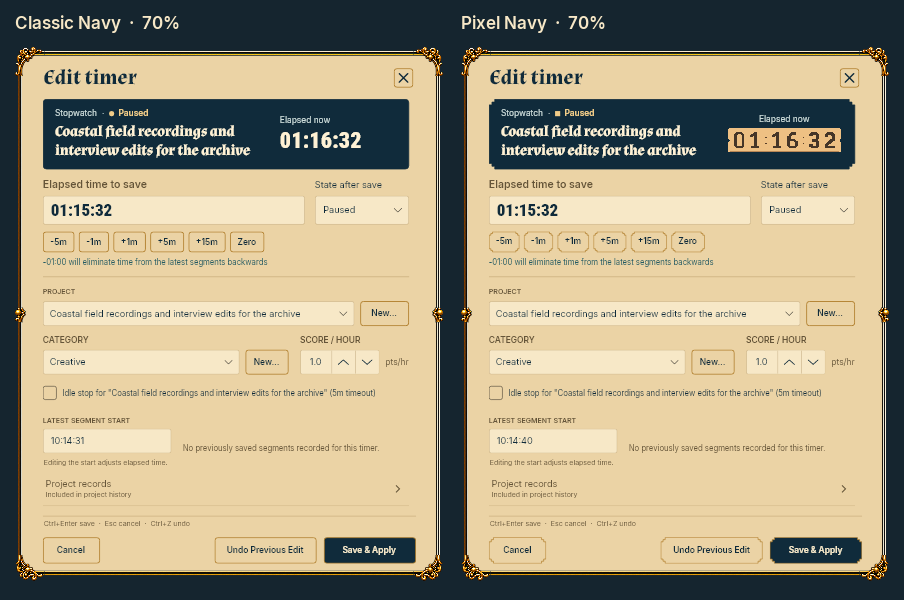 Classic Navy · 70%
Edit timer
Stopwatch · Paused
Coastal field recordings and
interview edits for the archive
Elapsed now
01:16:32
Elapsed time to save
State after save
01:15:32
Paused
-5m -1m +1m +5m +15m Zero
-01:00 will eliminate time from the latest segments backwards
PROJECT
Coastal field recordings and interview edits for the archive
New...
CATEGORY
SCORE / HOUR
Creative
New...
1.0
pts/hr
Idle stop for "Coastal field recordings and interview edits for the archive" (5m timeout)
LATEST SEGMENT START
10:14:31
No previously saved segments recorded for this timer.
Editing the start adjusts elapsed time.
Project records
Included in project history
Ctrl+Enter save · Esc cancel · Ctrl+Z undo
Cancel
Undo Previous Edit
Save & Apply
Pixel Navy · 70%
Edit timer
Stopwatch · Paused
Coastal field recordings and
interview edits for the archive
Elapsed now
01:16:32
Elapsed time to save
State after save
01:15:32
Paused
-5m -1m +1m +5m +15m Zero
-01:00 will eliminate time from the latest segments backwards
PROJECT
Coastal field recordings and interview edits for the archive
New...
CATEGORY
SCORE / HOUR
Creative
New...
1.0
pts/hr
Idle stop for "Coastal field recordings and interview edits for the archive" (5m timeout)
LATEST SEGMENT START
10:14:40
No previously saved segments recorded for this timer.
Editing the start adjusts elapsed time.
Project records
Included in project history
Ctrl+Enter save · Esc cancel · Ctrl+Z undo
Cancel
Undo Previous Edit
Save & Apply